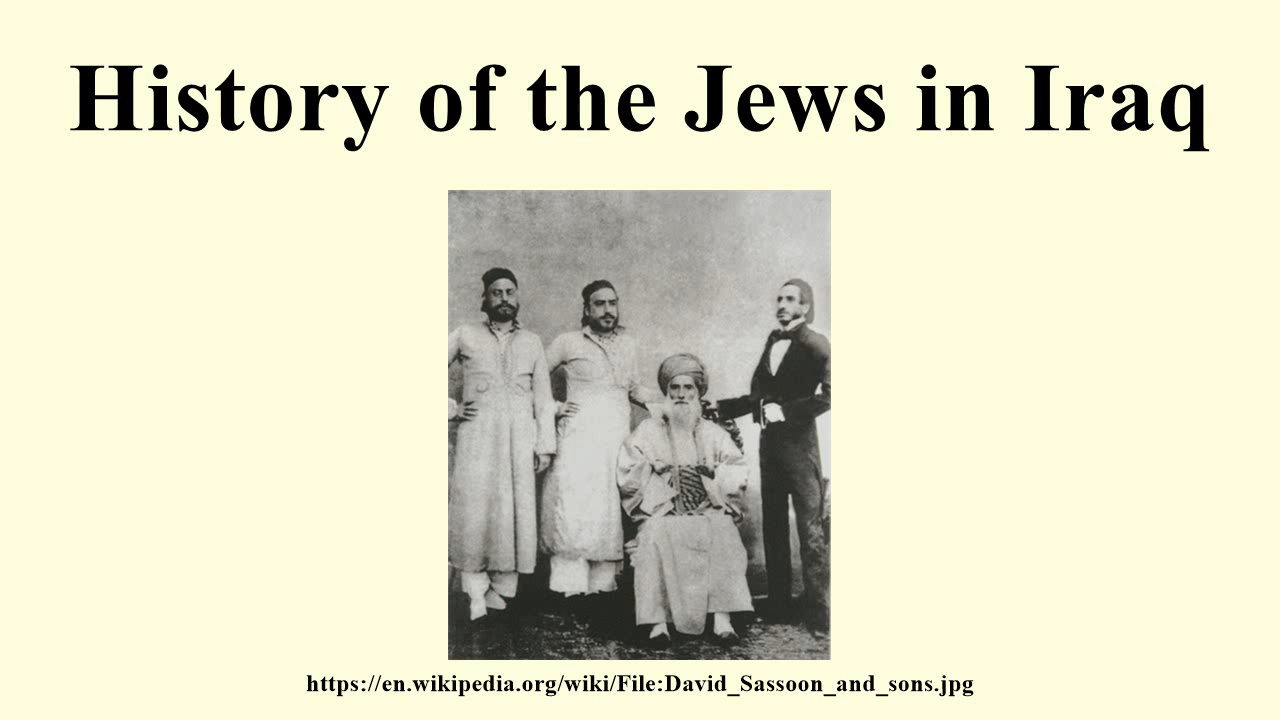 History of the Jews in Iraq
https://en.wikipedia.org/wiki/File:David_Sassoon_and_sons.jpg